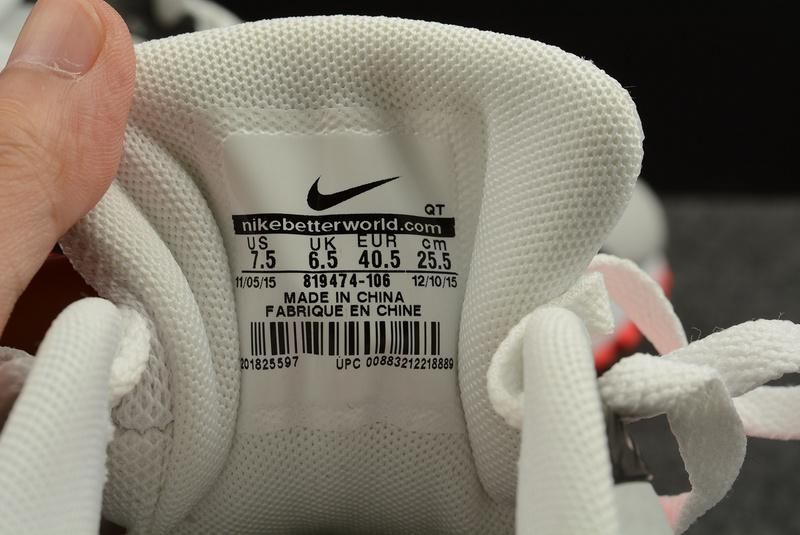 QT
nikebetterworld.com
US UK EUR cm
7.5 6.5 40.5 25.5
11/05/15 819474-106 12/10/15
MADE IN CHINA
FABRIQUE EN CHINE
201825597 UPC 00883212218889